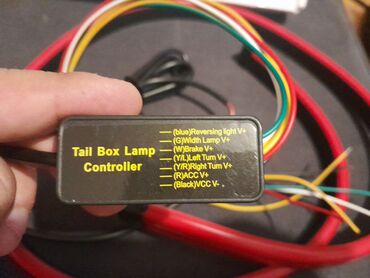 Tail Box Lamp
Controller
(blue)Reversing light V+
(G)Width Lamp V+
(W)Brake V+
(Y/L)Left Turn V+
(Y/R)Right Turn V+
(R)ACC V+
(Black)VCC V-